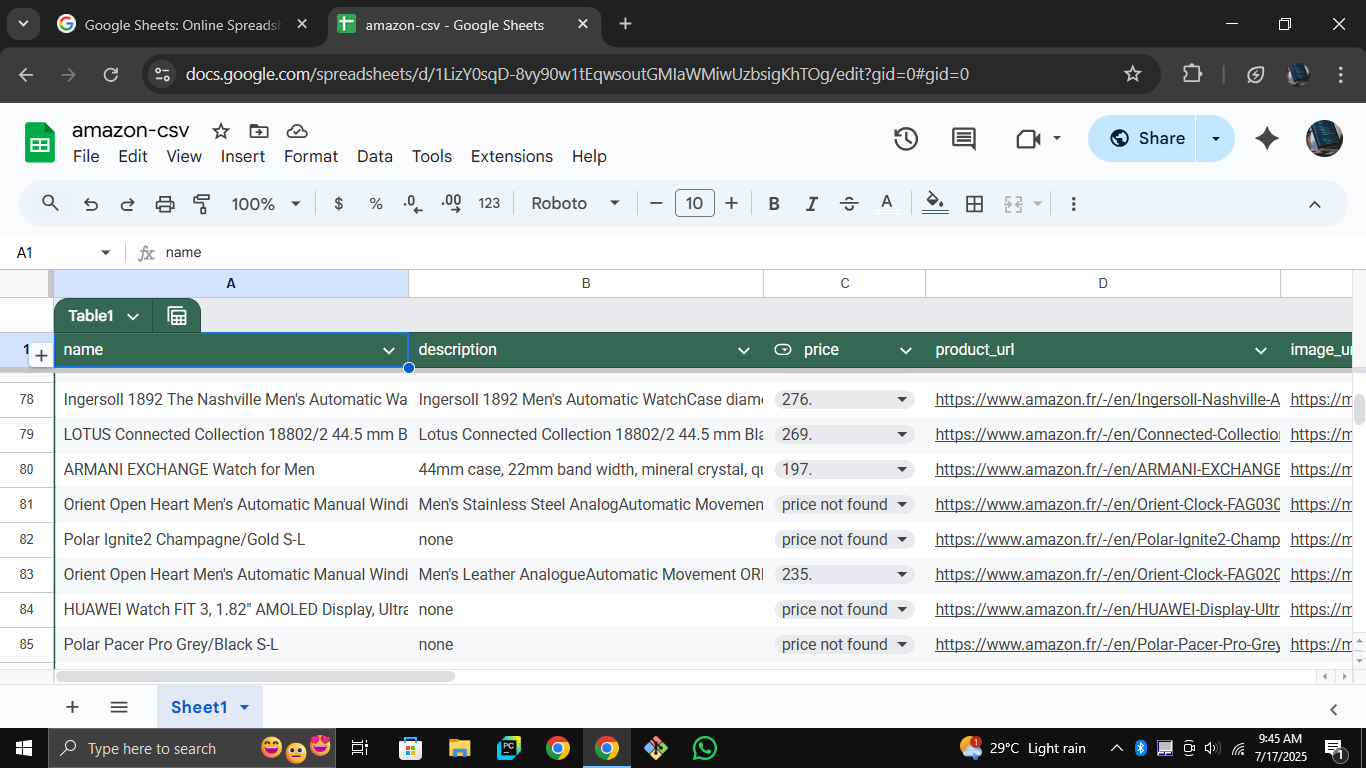 Google Sheets: Online Spreadsh
amazon-csv - Google Sheets
docs.google.com/spreadsheets/d/1LizY0sqD-8vy90w1tEqwsoutGMIaWMiwUzbsigKhTOg/edit?gid=0#gid=0
amazon-csv
File Edit View Insert Format Data Tools Extensions Help
Share
100% $ % .0 .00 123 Roboto 10 B I S A
A1 fx name
A B C D
Table1
1 name description price product_url image_ur
78 Ingersoll 1892 The Nashville Men's Automatic Wa Ingersoll 1892 Men's Automatic WatchCase diame 276. https://www.amazon.fr/-/en/Ingersoll-Nashville-A https://m
79 LOTUS Connected Collection 18802/2 44.5 mm B Lotus Connected Collection 18802/2 44.5 mm Bla 269. https://www.amazon.fr/-/en/Connected-Collectio https://m
80 ARMANI EXCHANGE Watch for Men 44mm case, 22mm band width, mineral crystal, qu 197. https://www.amazon.fr/-/en/ARMANI-EXCHANGE https://m
81 Orient Open Heart Men's Automatic Manual Windi Men's Stainless Steel AnalogAutomatic Movemen price not found https://www.amazon.fr/-/en/Orient-Clock-FAG030 https://m
82 Polar Ignite2 Champagne/Gold S-L none price not found https://www.amazon.fr/-/en/Polar-Ignite2-Champ https://m
83 Orient Open Heart Men's Automatic Manual Windi Men's Leather AnalogueAutomatic Movement ORI 235. https://www.amazon.fr/-/en/Orient-Clock-FAG020 https://m
84 HUAWEI Watch FIT 3, 1.82" AMOLED Display, Ultra none price not found https://www.amazon.fr/-/en/HUAWEI-Display-Ultr https://m
85 Polar Pacer Pro Grey/Black S-L none price not found https://www.amazon.fr/-/en/Polar-Pacer-Pro-Grey https://m
Sheet1
Type here to search
PC
1
29°C Light rain
9:45 AM
7/17/2025
1